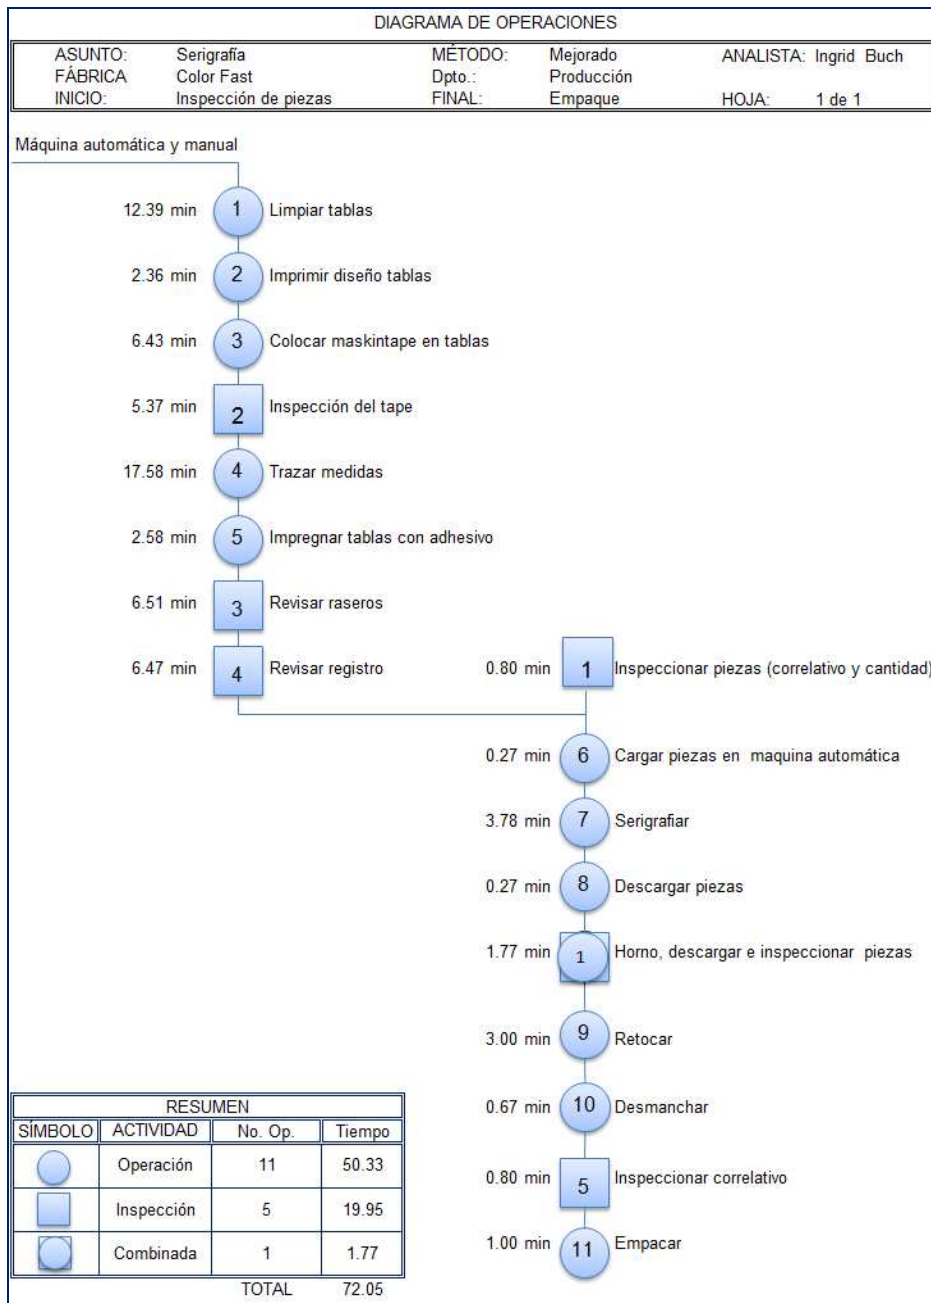 DIAGRAMA DE OPERACIONES
ASUNTO: Serigrafía MÉTODO: Mejorado ANALISTA: Ingrid Buch
FÁBRICA Color Fast Dpto.: Producción
INICIO: Inspección de piezas FINAL: Empaque HOJA: 1 de 1
Máquina automática y manual
12.39 min 1 Limpiar tablas
2.36 min 2 Imprimir diseño tablas
6.43 min 3 Colocar maskintape en tablas
5.37 min 2 Inspección del tape
17.58 min 4 Trazar medidas
2.58 min 5 Impregnar tablas con adhesivo
6.51 min 3 Revisar raseros
6.47 min 4 Revisar registro
0.80 min 1 Inspeccionar piezas (correlativo y cantidad)
0.27 min 6 Cargar piezas en maquina automática
3.78 min 7 Serigrafiar
0.27 min 8 Descargar piezas
1.77 min 1 Horno, descargar e inspeccionar piezas
3.00 min 9 Retocar
0.67 min 10 Desmanchar
0.80 min 5 Inspeccionar correlativo
1.00 min 11 Empacar
RESUMEN
SÍMBOLO ACTIVIDAD No. Op. Tiempo
Operación 11 50.33
Inspección 5 19.95
Combinada 1 1.77
TOTAL 72.05